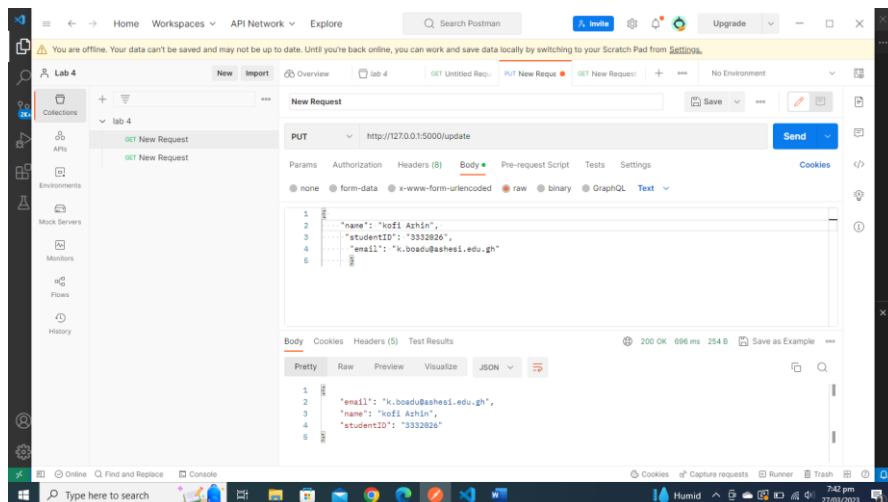 Home Workspaces API Network Explore Search Postman Invite Upgrade
You are offline. Your data can't be saved and may not be up to date. Until you're back online, you can work and save data locally by switching to your Scratch Pad from Settings.
Lab 4 New Import Overview lab 4 GET Untitled Requ PUT New Reque GET New Request + No Environment
Collections
APIs
Environments
Mock Servers
Monitors
Flows
History
lab 4
GET New Request
GET New Request
New Request Save
PUT http://127.0.0.1:5000/update Send
Params Authorization Headers (8) Body Pre-request Script Tests Settings Cookies
none form-data x-www-form-urlencoded raw binary GraphQL Text
1 {
2 "name": "kofi Arhin",
3 "studentID": "3332026",
4 "email": "k.boadu@ashesi.edu.gh"
5 }
Body Cookies Headers (5) Test Results 200 OK 696 ms 254 B Save as Example
Pretty Raw Preview Visualize JSON
1 {
2 "email": "k.boadu@ashesi.edu.gh",
3 "name": "kofi Arhin",
4 "studentID": "3332026"
5 }
Online Find and Replace Console Cookies Capture requests Runner Trash
Type here to search Humid 7:42 pm
27/03/2023